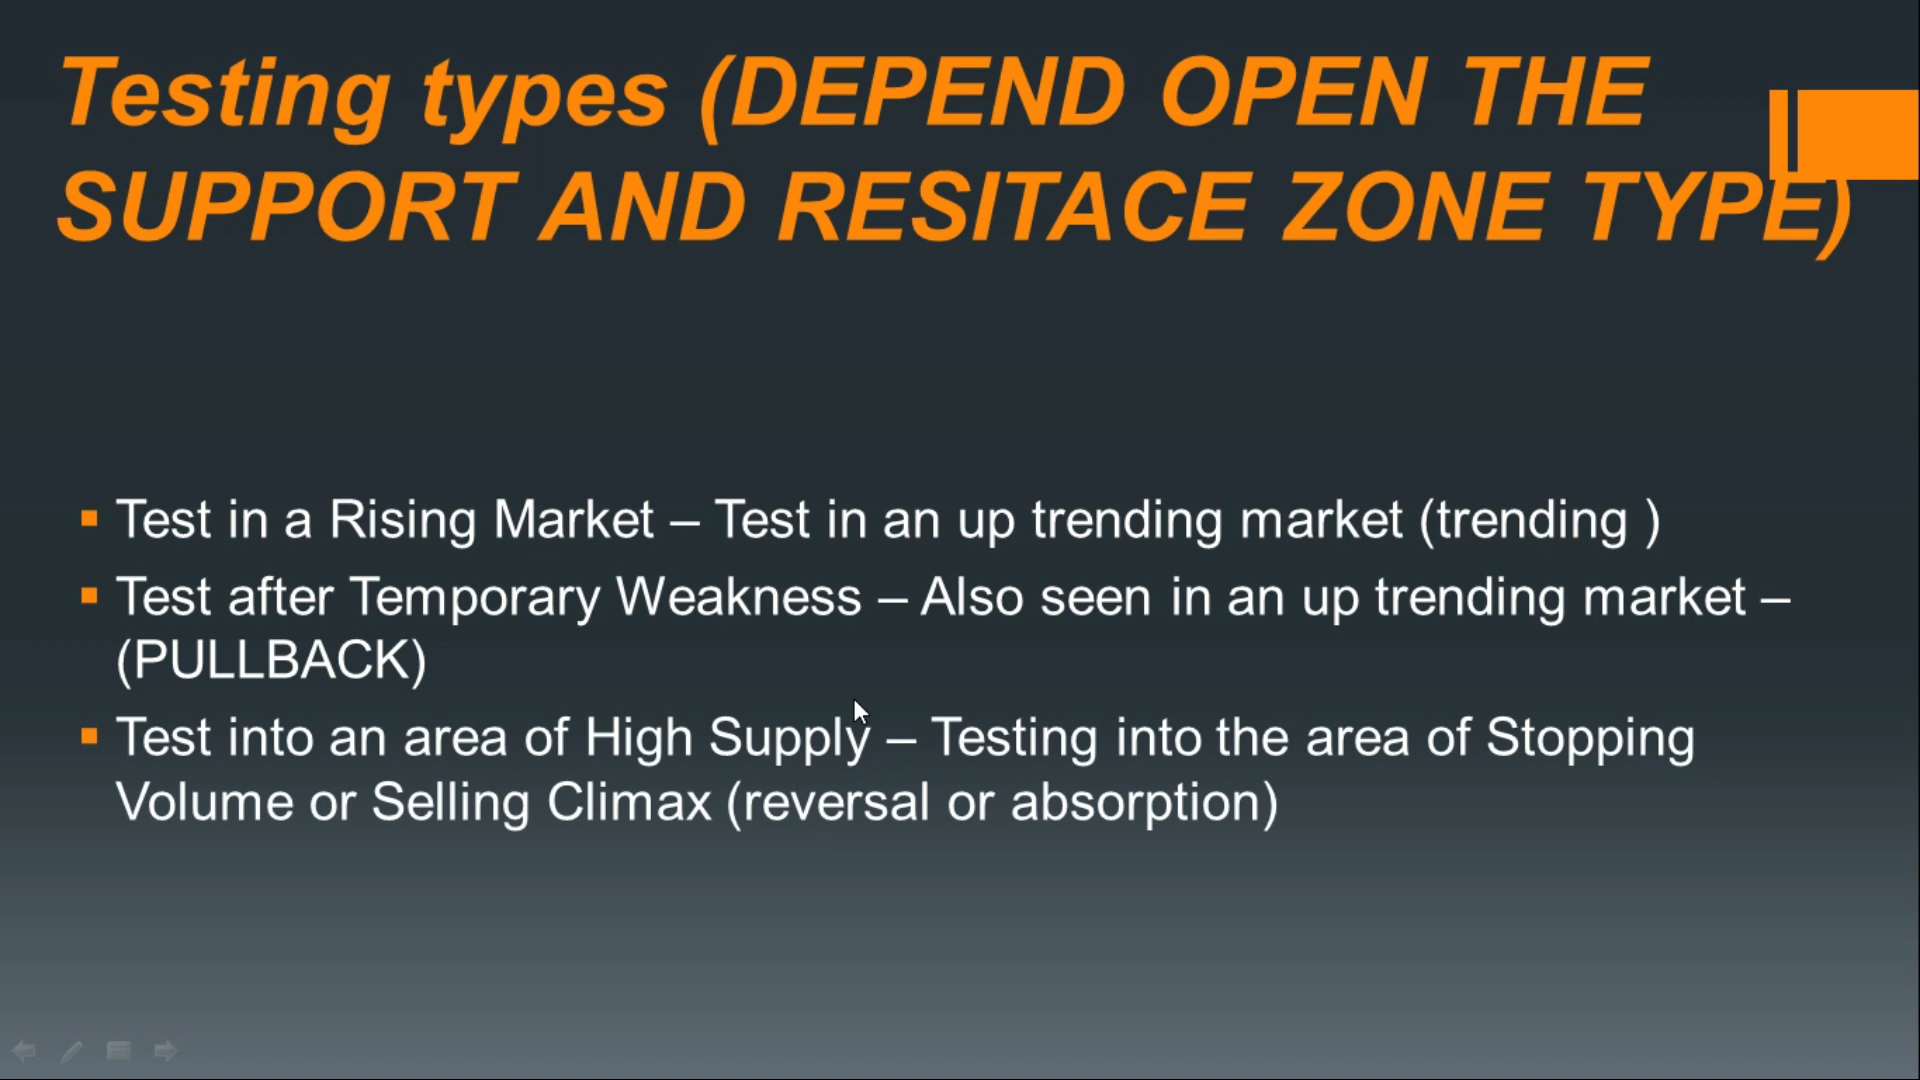 Testing types (DEPEND OPEN THE
SUPPORT AND RESITACE ZONE TYPE)
Test in a Rising Market – Test in an up trending market (trending )
Test after Temporary Weakness – Also seen in an up trending market –
(PULLBACK)
Test into an area of High Supply – Testing into the area of Stopping
Volume or Selling Climax (reversal or absorption)